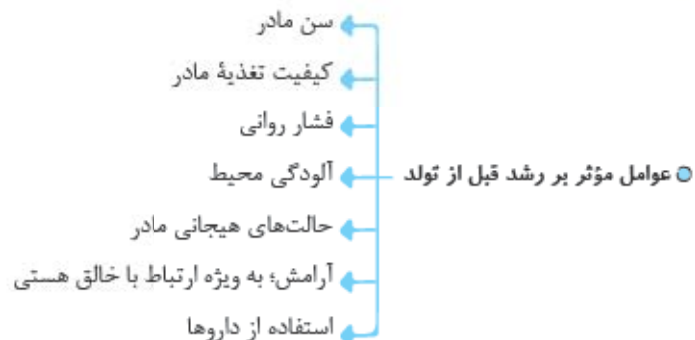 عوامل مؤثر بر رشد قبل از تولد
سن مادر
کیفیت تغذیهٔ مادر
فشار روانی
آلودگی محیط
حالت‌های هیجانی مادر
آرامش؛ به ویژه ارتباط با خالق هستی
استفاده از داروها